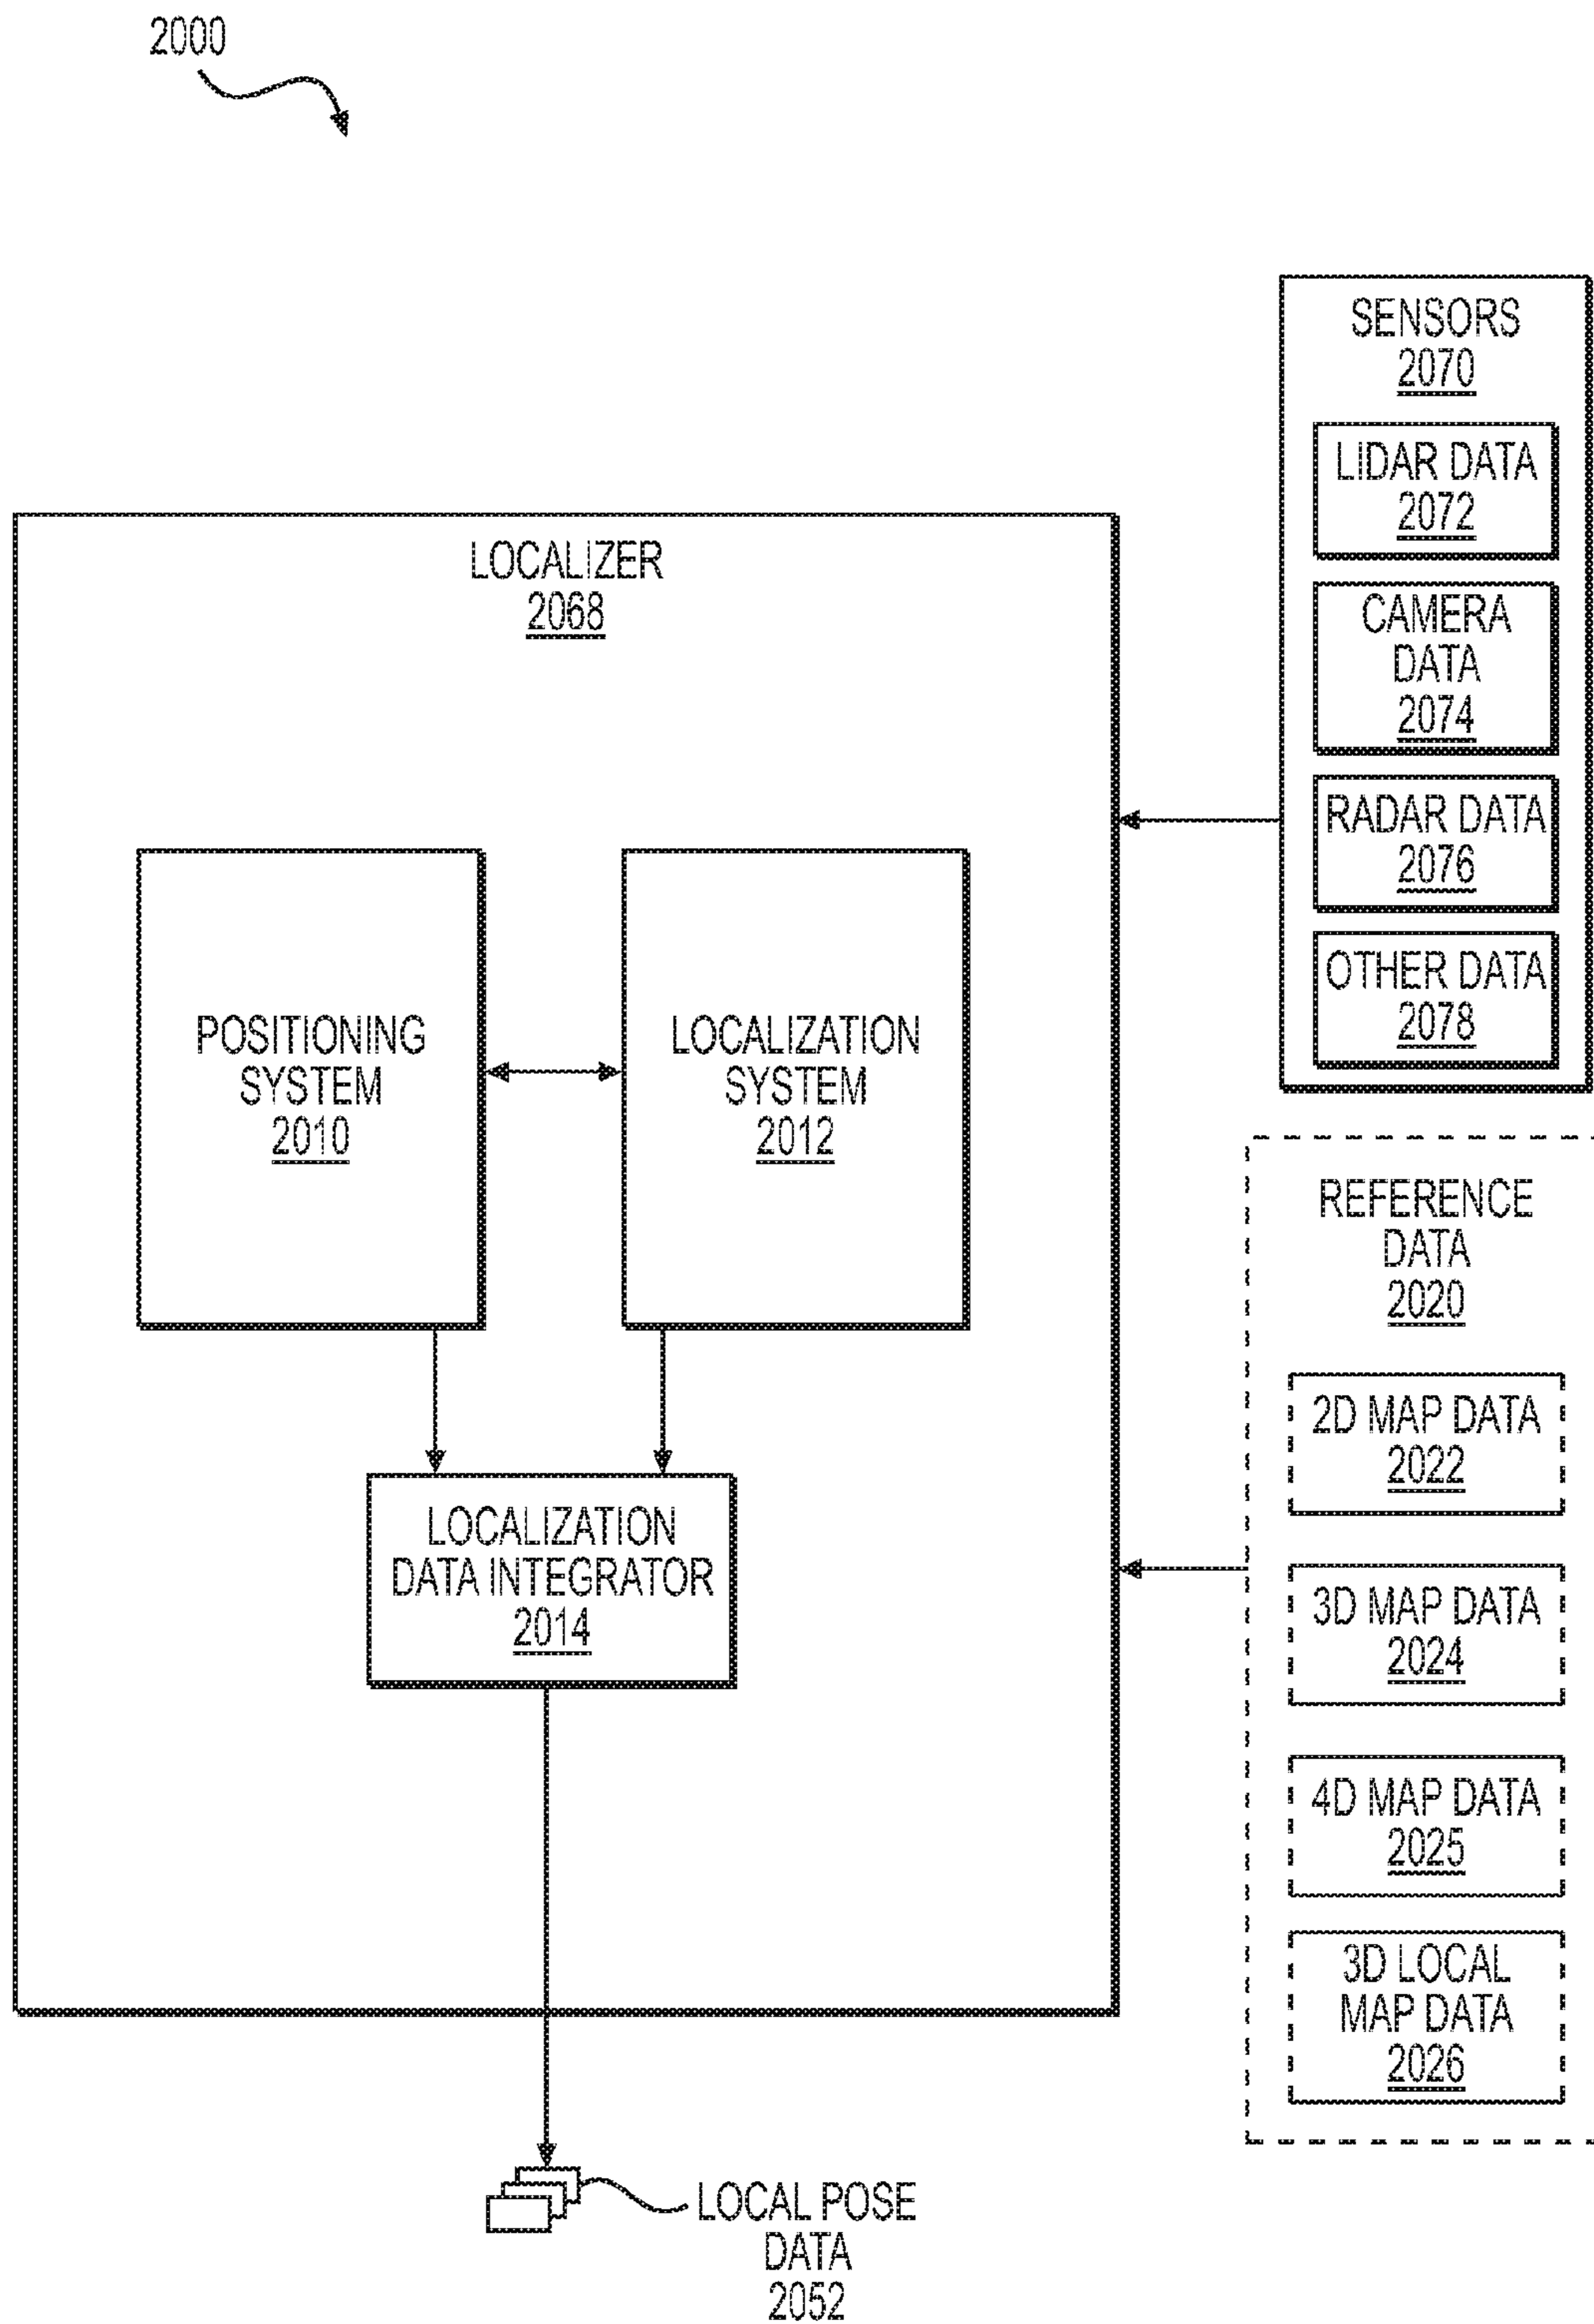 2000
SENSORS
2070
LIDAR DATA
2072
CAMERA
DATA
2074
RADAR DATA
2076
OTHER DATA
2078
LOCALIZER
2068
POSITIONING
SYSTEM
2010
LOCALIZATION
SYSTEM
2012
LOCALIZATION
DATA INTEGRATOR
2014
REFERENCE
DATA
2020
2D MAP DATA
2022
3D MAP DATA
2024
4D MAP DATA
2025
3D LOCAL
MAP DATA
2026
LOCAL POSE
DATA
2052